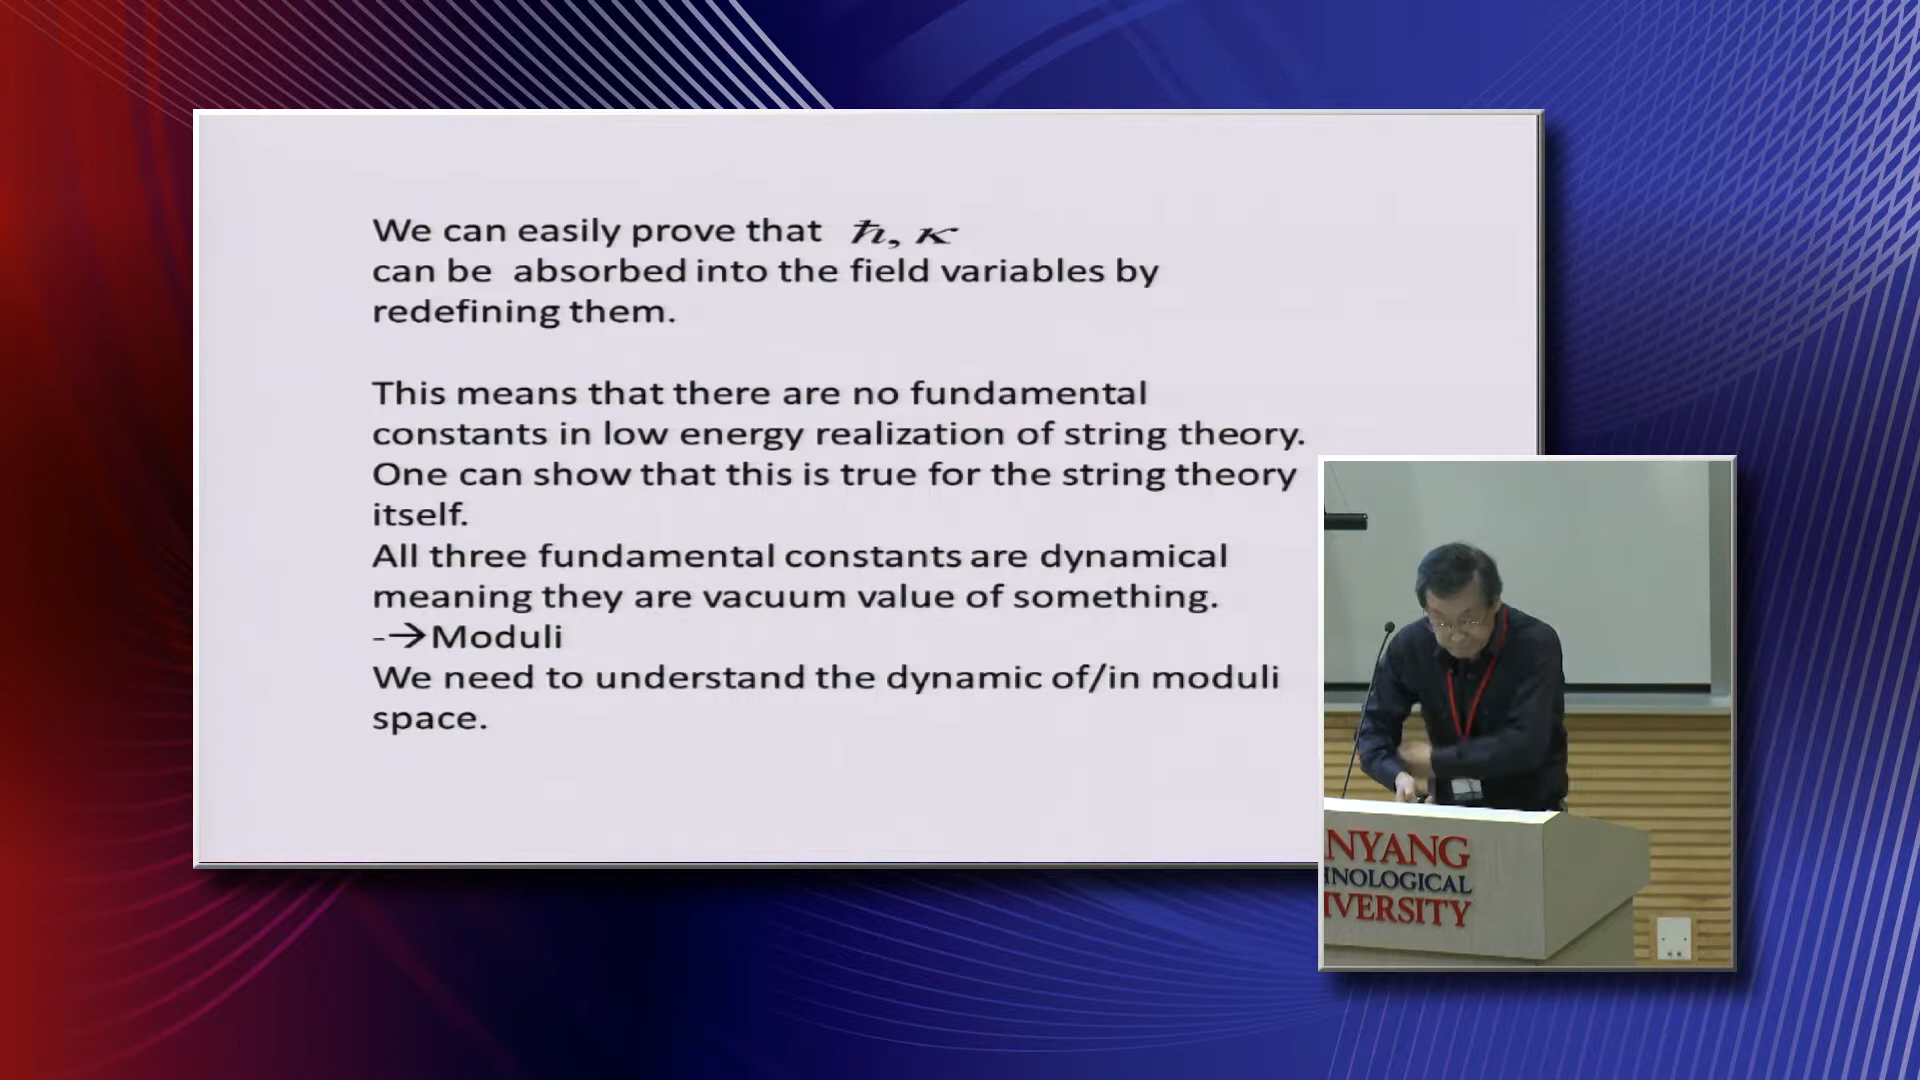 We can easily prove that ℏ, κ
can be absorbed into the field variables by
redefining them.
This means that there are no fundamental
constants in low energy realization of string theory.
One can show that this is true for the string theory
itself.
All three fundamental constants are dynamical
meaning they are vacuum value of something.
-→Moduli
We need to understand the dynamic of/in moduli
space.
NYANG
HNOLOGICAL
IVERSITY